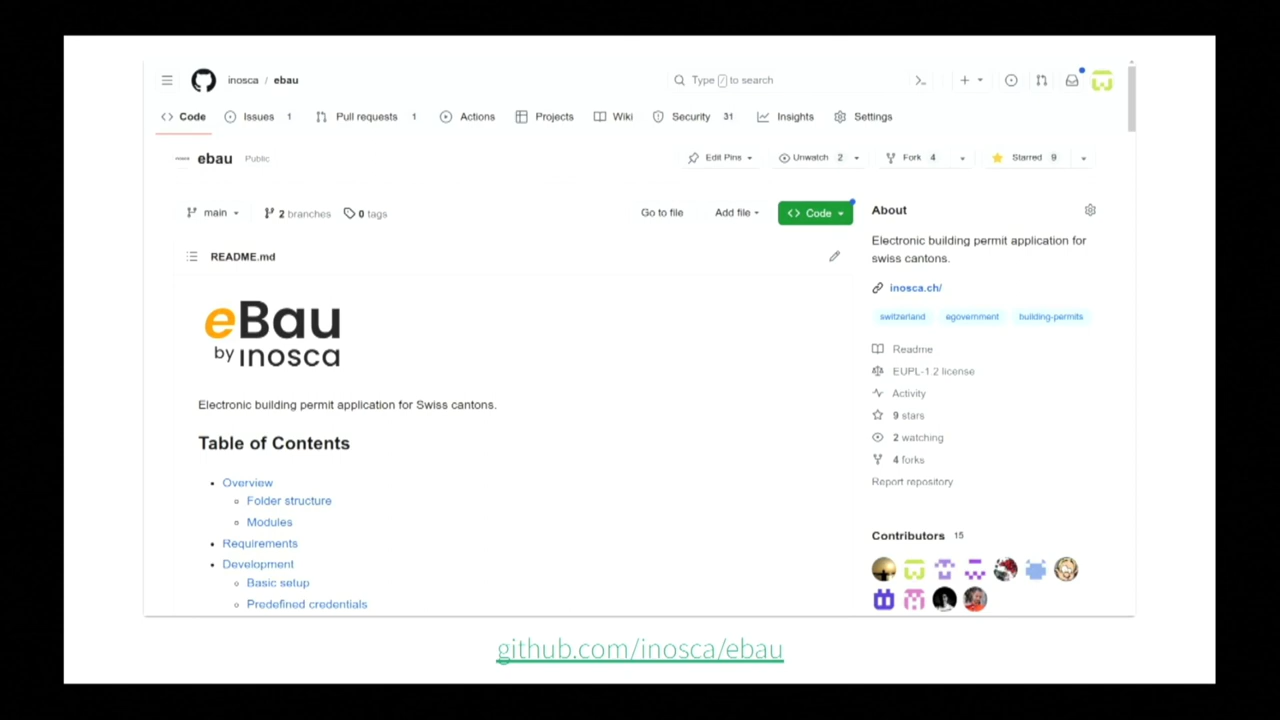 inosca / ebau
Type / to search
Code
Issues 1
Pull requests 1
Actions
Projects
Wiki
Security 31
Insights
Settings
ebau Public
Edit Pins
Unwatch 2
Fork 4
Starred 9
main
2 branches
0 tags
Go to file
Add file
Code
README.md
eBau
by inosca
Electronic building permit application for Swiss cantons.
Table of Contents
Overview
Folder structure
Modules
Requirements
Development
Basic setup
Predefined credentials
About
Electronic building permit application for
swiss cantons.
inosca.ch/
switzerland egovernment building-permits
Readme
EUPL-1.2 license
Activity
9 stars
2 watching
4 forks
Report repository
Contributors 15
github.com/inosca/ebau